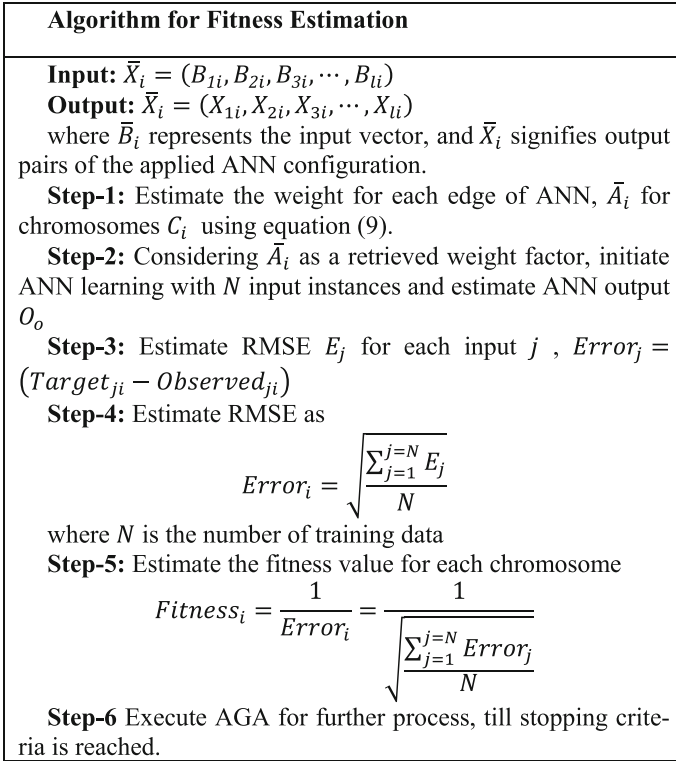 Algorithm for Fitness Estimation
Input: X̄ᵢ = (B₁ᵢ, B₂ᵢ, B₃ᵢ, ⋯, Bₗᵢ)
Output: X̄ᵢ = (X₁ᵢ, X₂ᵢ, X₃ᵢ, ⋯, Xₗᵢ)
where B̄ᵢ represents the input vector, and X̄ᵢ signifies output
pairs of the applied ANN configuration.
Step-1: Estimate the weight for each edge of ANN, Āᵢ for
chromosomes Cᵢ using equation (9).
Step-2: Considering Āᵢ as a retrieved weight factor, initiate
ANN learning with N input instances and estimate ANN output
Oₒ
Step-3: Estimate RMSE Eⱼ for each input j , Errorⱼ =
(Targetⱼᵢ − Observedⱼᵢ)
Step-4: Estimate RMSE as
Errorᵢ = √(∑_{j=1}^{j=N} Eⱼ / N)
where N is the number of training data
Step-5: Estimate the fitness value for each chromosome
Fitnessᵢ = 1 / Errorᵢ = 1 / √(∑_{j=1}^{j=N} Errorⱼ / N)
Step-6 Execute AGA for further process, till stopping crite-
ria is reached.